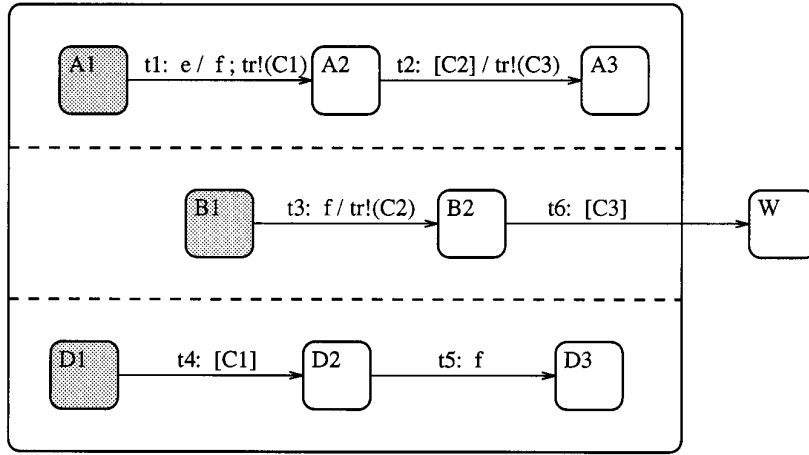 A1 t1: e / f ; tr!(C1) A2 t2: [C2] / tr!(C3) A3
B1 t3: f / tr!(C2) B2 t6: [C3] W
D1 t4: [C1] D2 t5: f D3